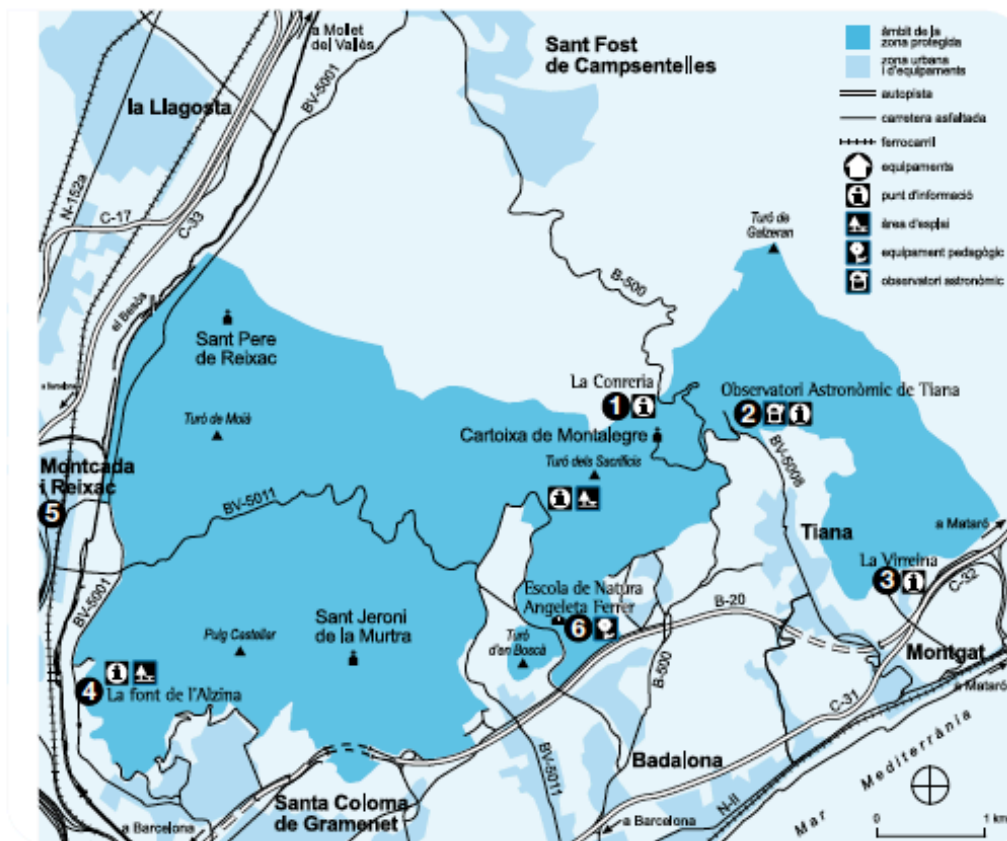 a Mollet
del Vallès
Sant Fost
de Campsentelles
àmbit de la
zona protegida
zona urbana
i d'equipaments
autopista
carretera asfaltada
ferrocarril
equipaments
punt d'informació
àrea d'esplai
equipament pedagògic
observatori astronòmic
la Llagosta
BV-5001
N-152a
C-17
C-33
el Besòs
B-500
Turó de
Galzeran
Sant Pere
de Reixac
a Barcelona
La Conreria
1
Observatori Astronòmic de Tiana
2
Turó de Moià
Cartoixa de Montalegre
Turó dels Sacrificis
BV-5008
Montcada
i Reixac
5
BV-5011
Tiana
a Mataró
La Virreina
3
C-32
BV-5001
Escola de Natura
Angeleta Ferrer
6
B-20
Sant Jeroni
de la Murtra
Puig Castellar
Turó
d'en Boscà
B-500
Montgat
a Mataró
4
La font de l'Alzina
C-31
Badalona
BV-5011
Mar Mediterrània
N-II
Santa Coloma
de Gramenet
a Barcelona
a Barcelona
0
1 km